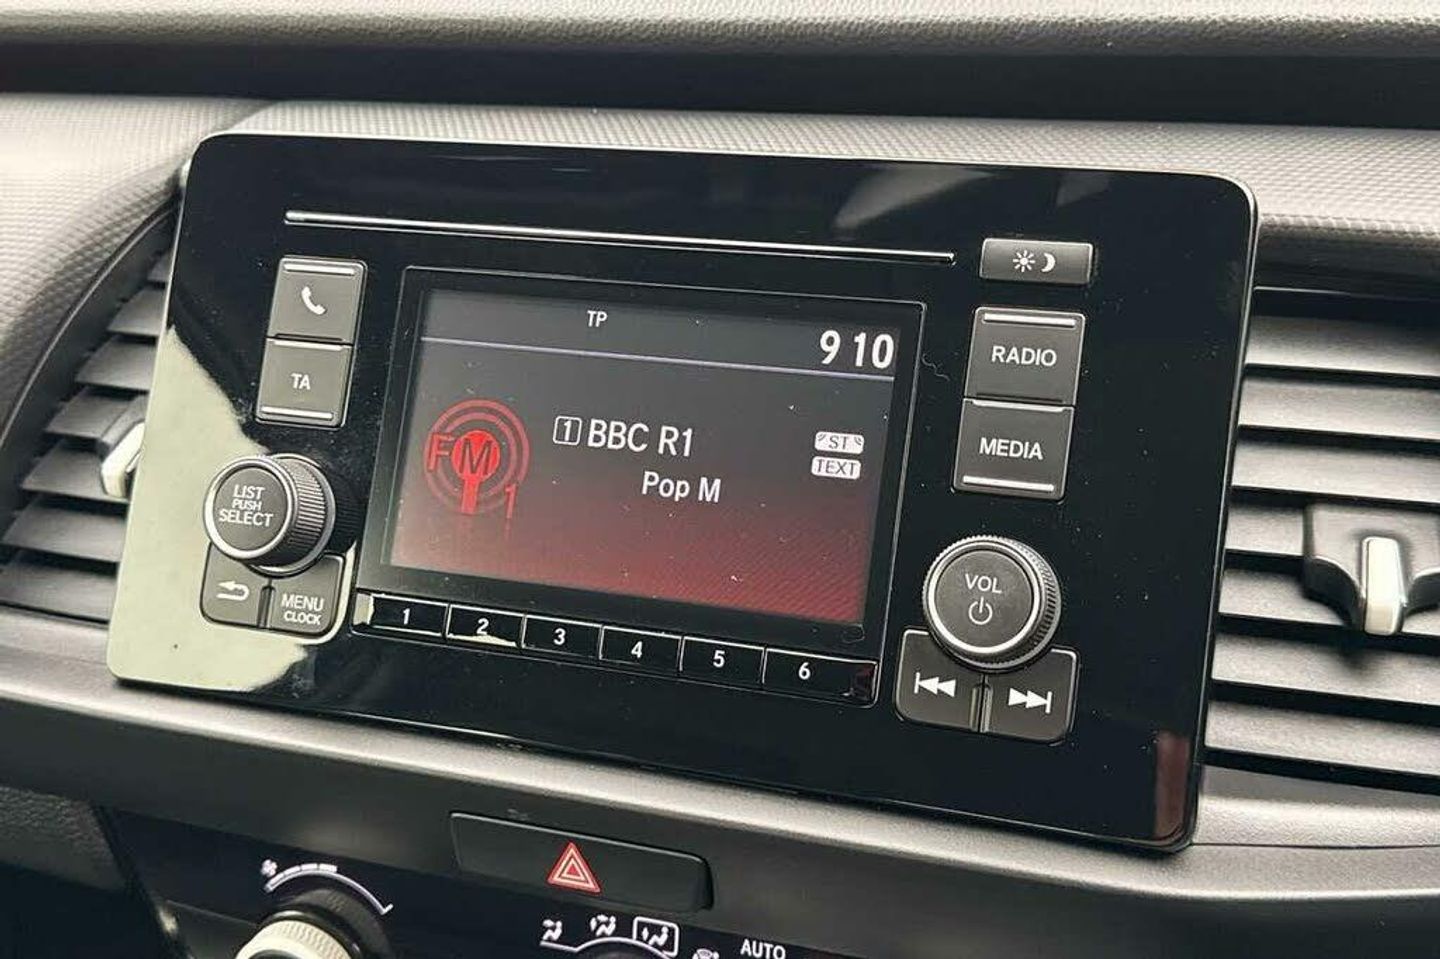 TP
9 10
TA
RADIO
FM
1
1 BBC R1
ST
TEXT
Pop M
MEDIA
LIST
PUSH
SELECT
MENU
CLOCK
VOL
1 2 3 4 5 6
AUTO